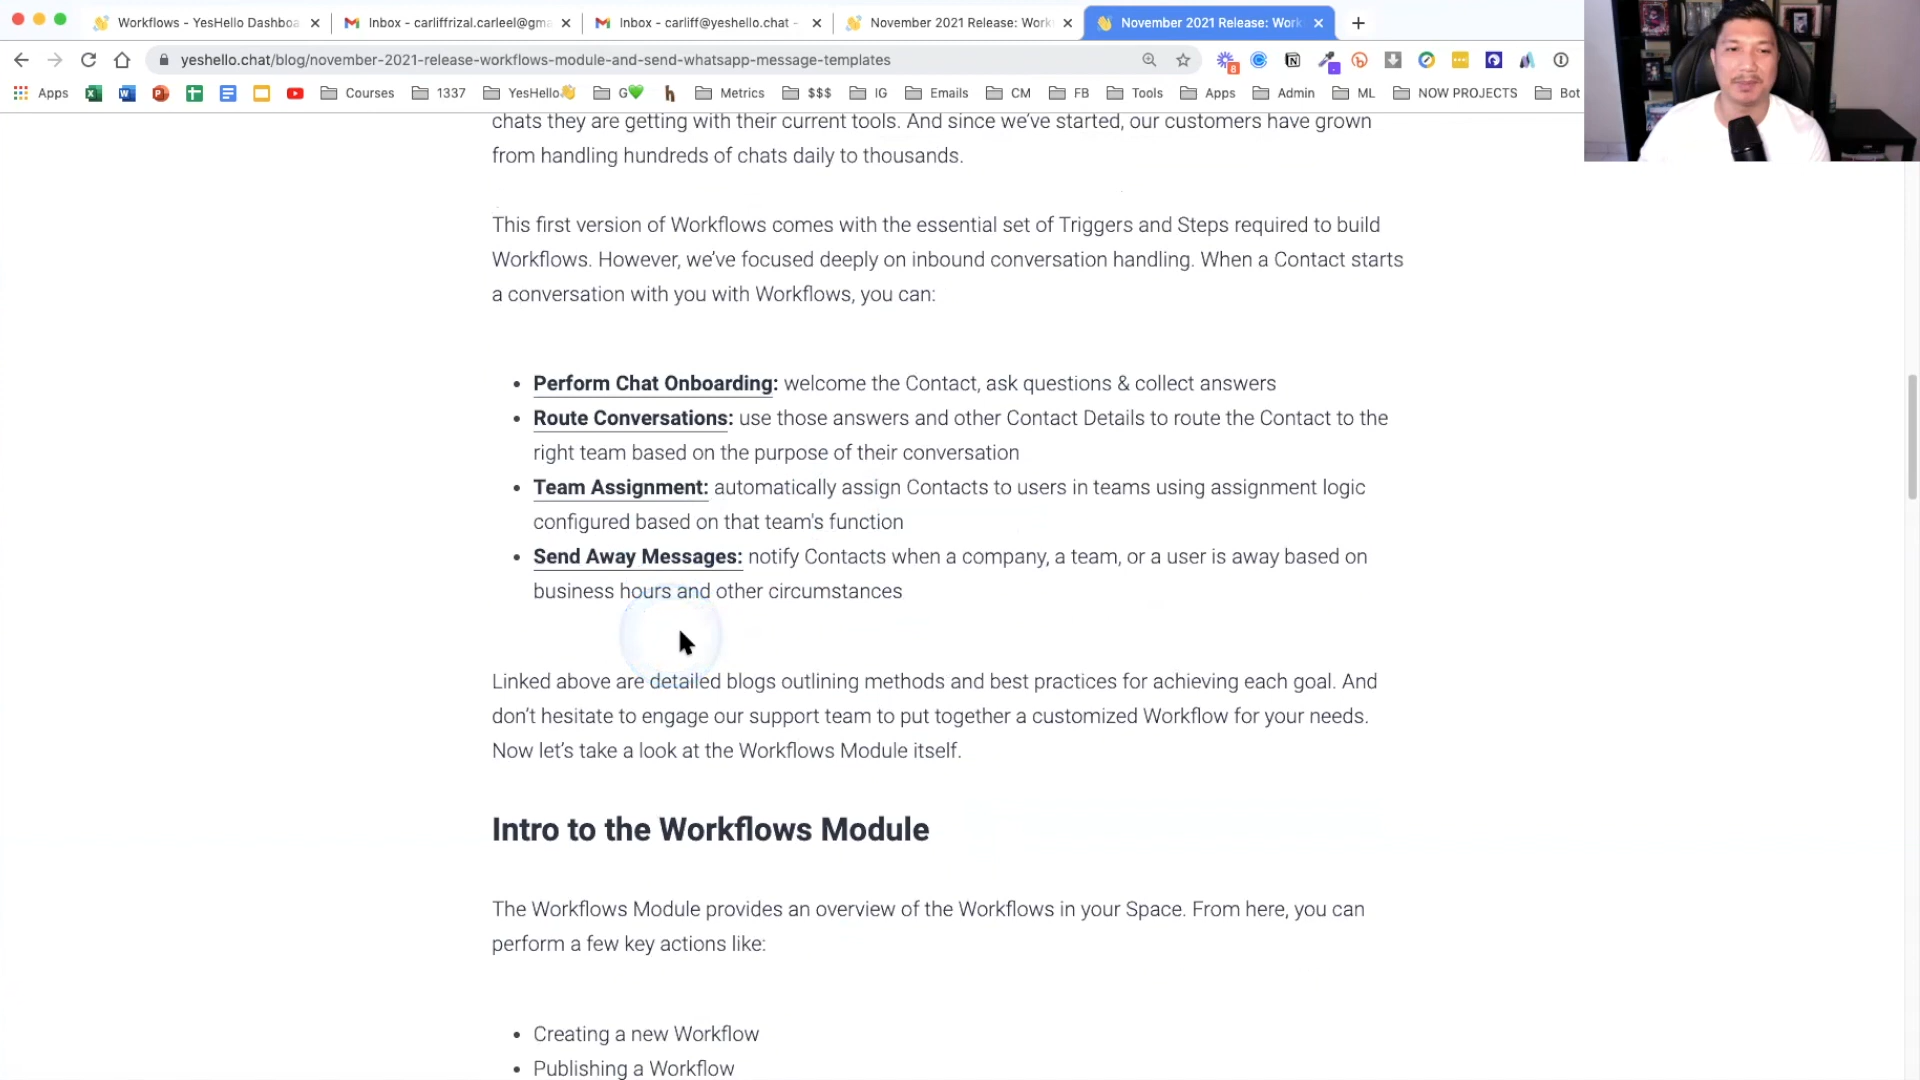 Workflows - YesHello Dashboa
Inbox - carliffrizal.carleel@gma
Inbox - carliff@yeshello.chat -
November 2021 Release: Work
November 2021 Release: Work
yeshello.chat/blog/november-2021-release-workflows-module-and-send-whatsapp-message-templates
8
Apps
Courses
1337
YesHello👋
G💚
Metrics
$$$
IG
Emails
CM
FB
Tools
Apps
Admin
ML
NOW PROJECTS
Bot
chats they are getting with their current tools. And since we’ve started, our customers have grown
from handling hundreds of chats daily to thousands.
This first version of Workflows comes with the essential set of Triggers and Steps required to build
Workflows. However, we’ve focused deeply on inbound conversation handling. When a Contact starts
a conversation with you with Workflows, you can:
• Perform Chat Onboarding: welcome the Contact, ask questions & collect answers
• Route Conversations: use those answers and other Contact Details to route the Contact to the
right team based on the purpose of their conversation
• Team Assignment: automatically assign Contacts to users in teams using assignment logic
configured based on that team's function
• Send Away Messages: notify Contacts when a company, a team, or a user is away based on
business hours and other circumstances
Linked above are detailed blogs outlining methods and best practices for achieving each goal. And
don’t hesitate to engage our support team to put together a customized Workflow for your needs.
Now let’s take a look at the Workflows Module itself.
Intro to the Workflows Module
The Workflows Module provides an overview of the Workflows in your Space. From here, you can
perform a few key actions like:
• Creating a new Workflow
• Publishing a Workflow